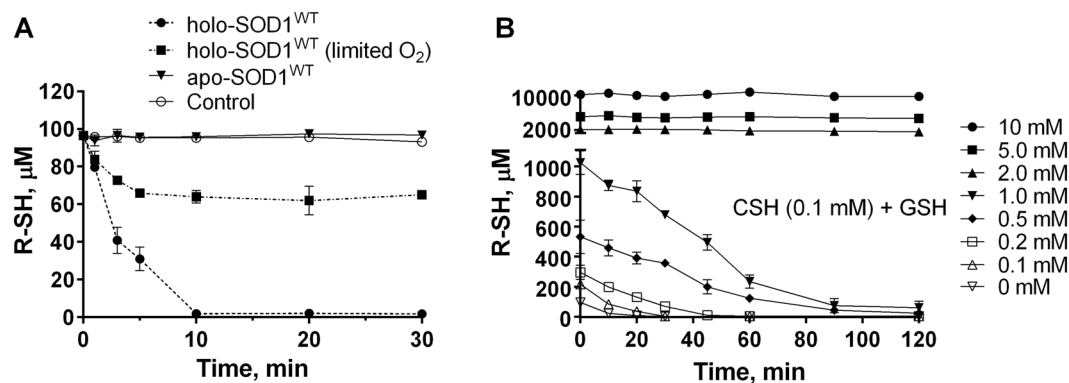 A
holo-SOD1WT
holo-SOD1WT (limited O2)
apo-SOD1WT
Control
R-SH, μM
120
100
80
60
40
20
0
0 10 20 30
Time, min
B
R-SH, μM
10000
2000
1000
800
600
400
200
0
0 20 40 60 80 100 120
Time, min
CSH (0.1 mM) + GSH
10 mM
5.0 mM
2.0 mM
1.0 mM
0.5 mM
0.2 mM
0.1 mM
0 mM